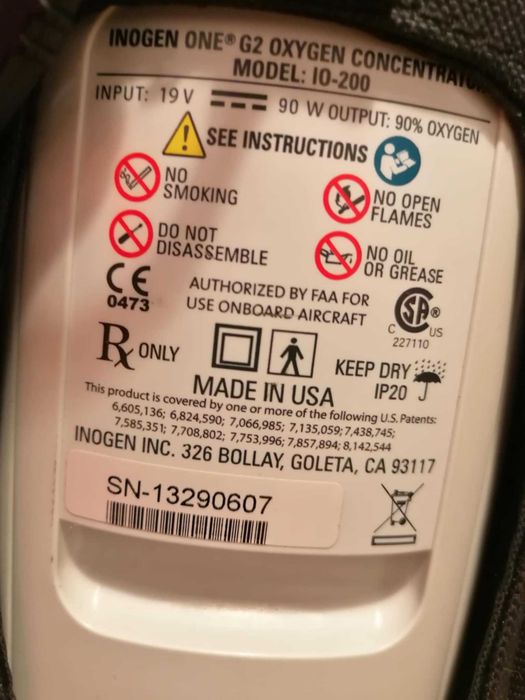 INOGEN ONE® G2 OXYGEN CONCENTRATOR
MODEL: IO-200
INPUT: 19 V 90 W OUTPUT: 90% OXYGEN
SEE INSTRUCTIONS
NO SMOKING
NO OPEN FLAMES
DO NOT DISASSEMBLE
NO OIL OR GREASE
CE 0473
AUTHORIZED BY FAA FOR
USE ONBOARD AIRCRAFT
CSA®
C US
227110
Rx ONLY
KEEP DRY
IP20
MADE IN USA
This product is covered by one or more of the following U.S. Patents:
6,605,136; 6,824,590; 7,066,985; 7,135,059; 7,438,745;
7,585,351; 7,708,802; 7,753,996; 7,857,894; 8,142,544
INOGEN INC. 326 BOLLAY, GOLETA, CA 93117
SN-13290607